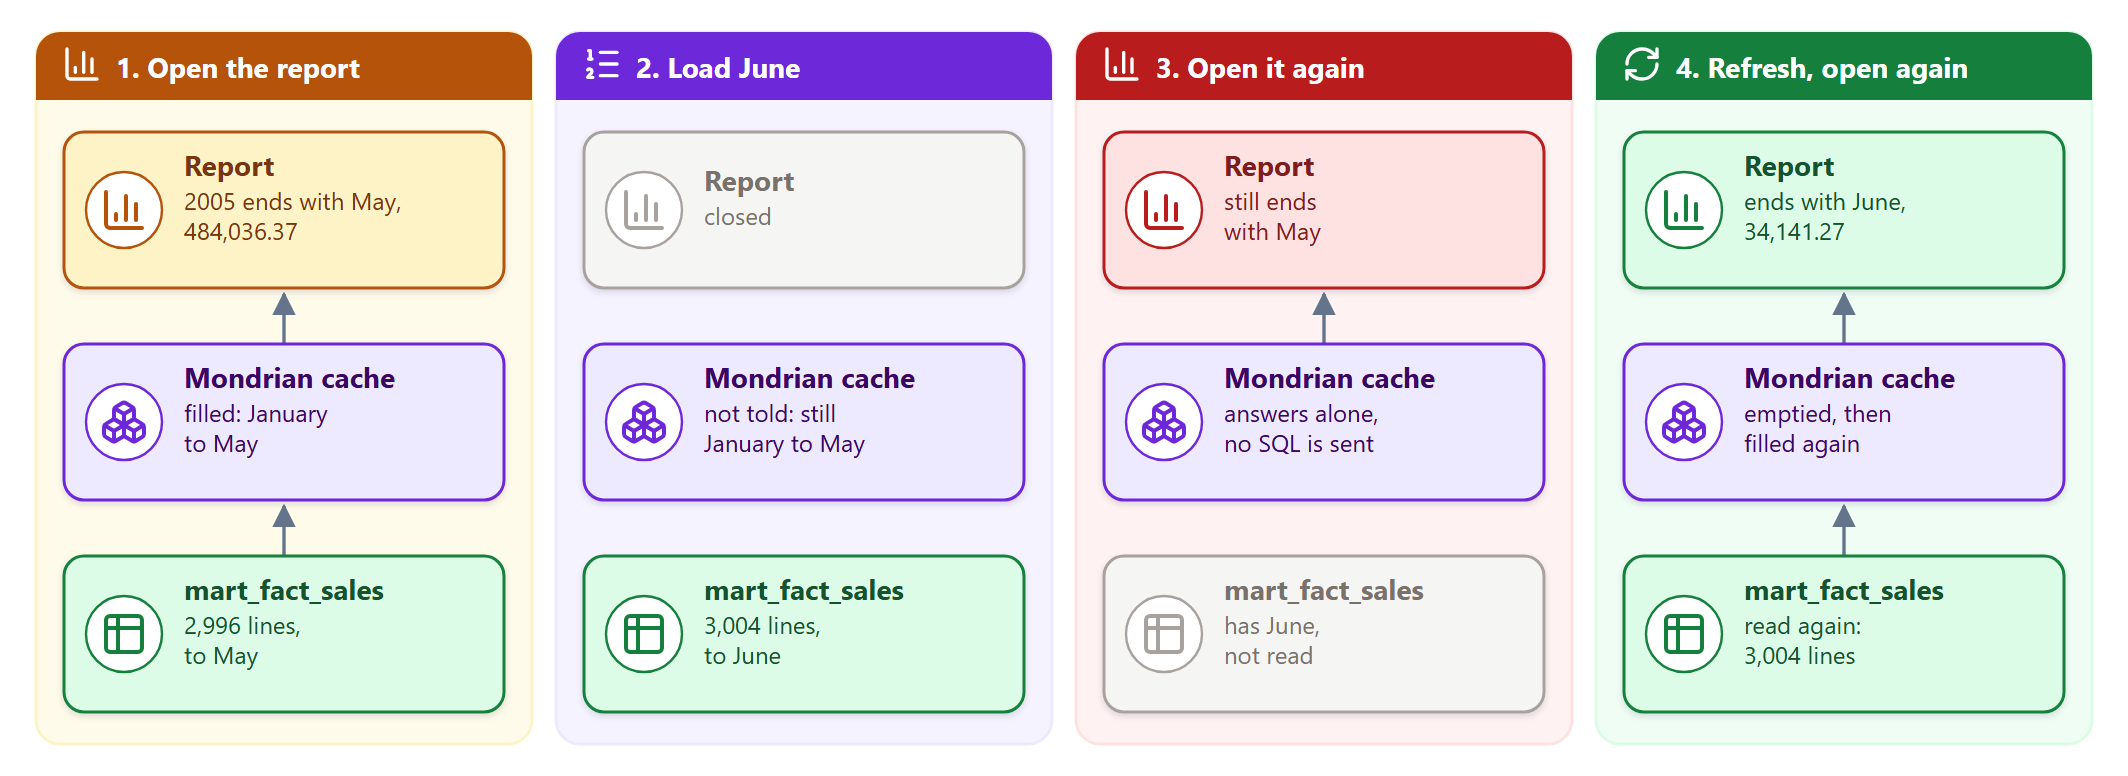 1. Open the report
Report
2005 ends with May,
484,036.37
Mondrian cache
filled: January
to May
mart_fact_sales
2,996 lines,
to May
2. Load June
Report
closed
Mondrian cache
not told: still
January to May
mart_fact_sales
3,004 lines,
to June
3. Open it again
Report
still ends
with May
Mondrian cache
answers alone,
no SQL is sent
mart_fact_sales
has June,
not read
4. Refresh, open again
Report
ends with June,
34,141.27
Mondrian cache
emptied, then
filled again
mart_fact_sales
read again:
3,004 lines